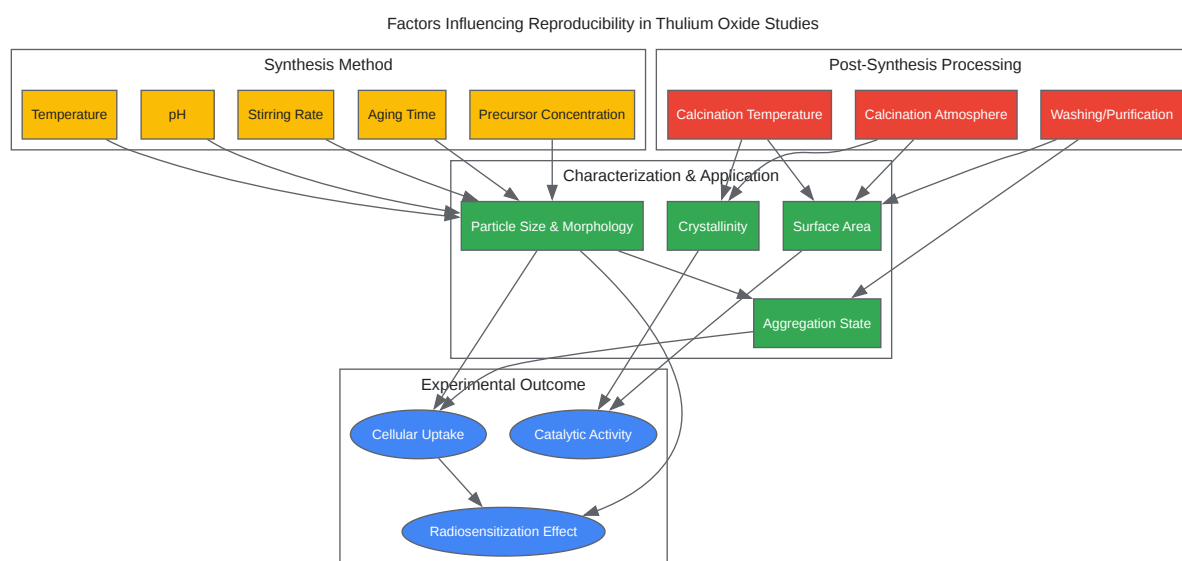 Factors Influencing Reproducibility in Thulium Oxide Studies
Synthesis Method
Post-Synthesis Processing
Temperature
pH
Stirring Rate
Aging Time
Precursor Concentration
Calcination Temperature
Calcination Atmosphere
Washing/Purification
Characterization & Application
Particle Size & Morphology
Crystallinity
Surface Area
Aggregation State
Experimental Outcome
Cellular Uptake
Catalytic Activity
Radiosensitization Effect